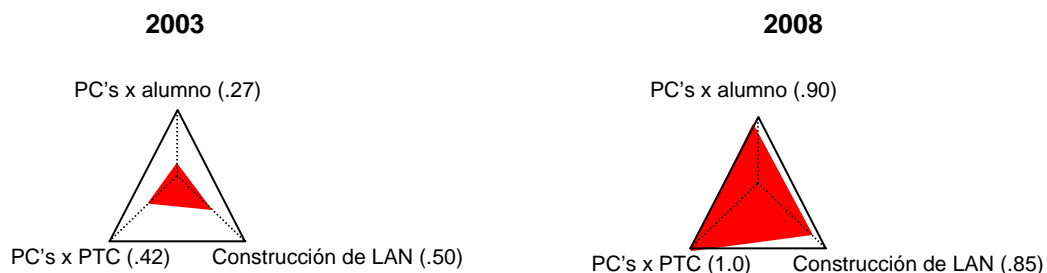 2003
2008
PC's x alumno (.27)
PC's x alumno (.90)
PC's x PTC (.42)
Construcción de LAN (.50)
PC's x PTC (1.0)
Construcción de LAN (.85)